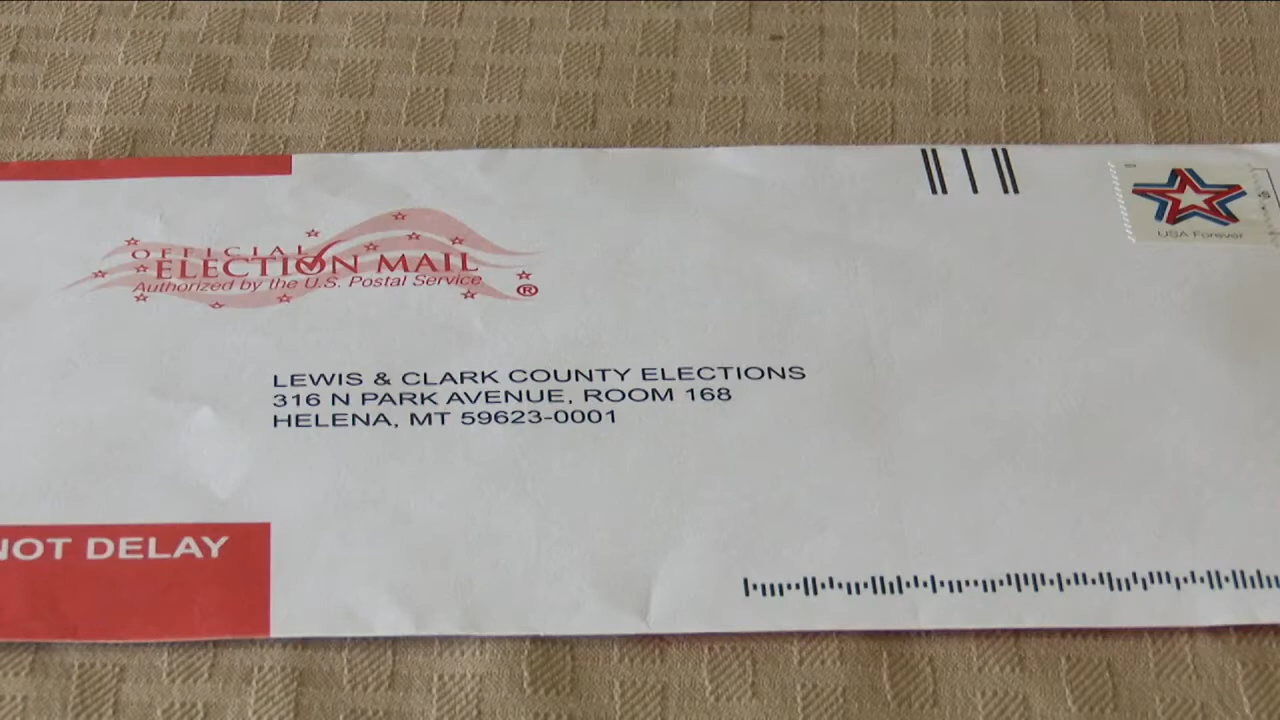 OFFICIAL
ELECTION MAIL
Authorized by the U.S. Postal Service
®
USA Forever
LEWIS & CLARK COUNTY ELECTIONS
316 N PARK AVENUE, ROOM 168
HELENA, MT 59623-0001
NOT DELAY